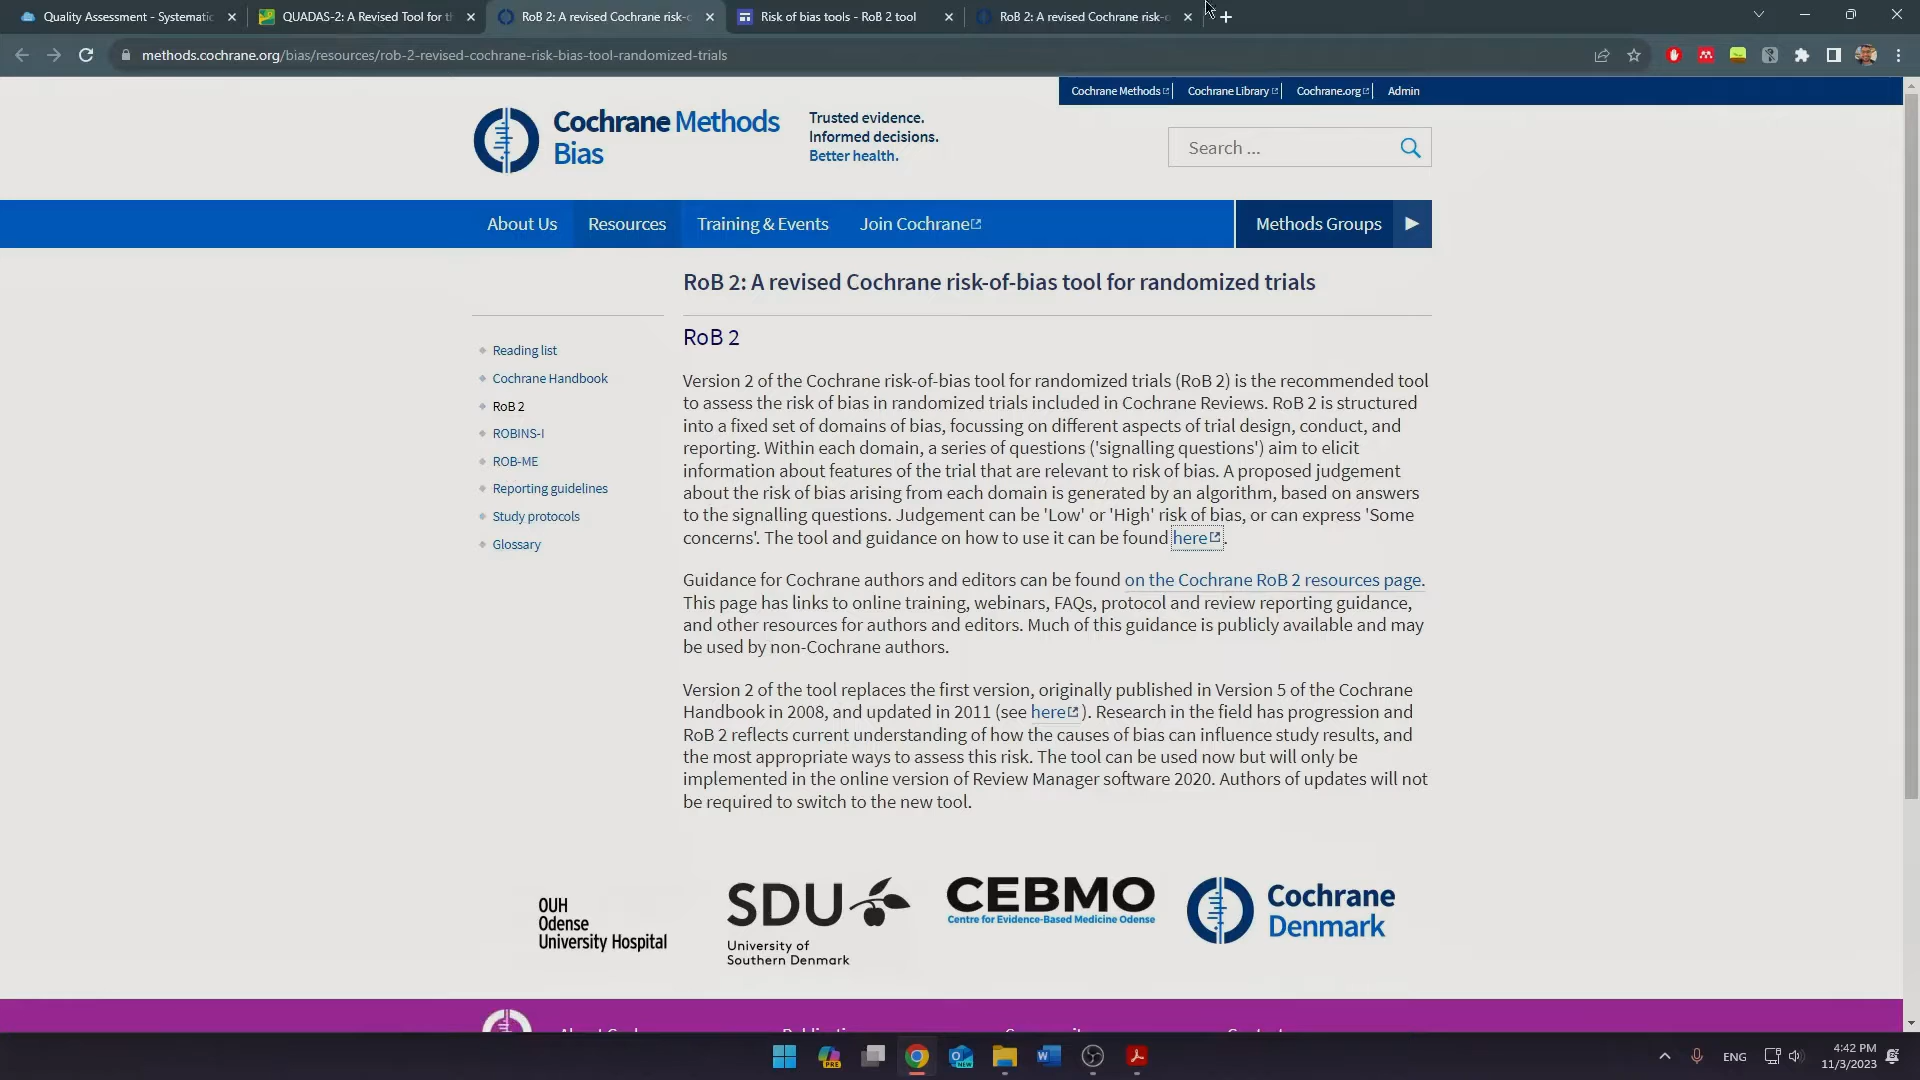 Quality Assessment - Systematic
QUADAS-2: A Revised Tool for th
RoB 2: A revised Cochrane risk-o
Risk of bias tools - RoB 2 tool
RoB 2: A revised Cochrane risk-o
methods.cochrane.org/bias/resources/rob-2-revised-cochrane-risk-bias-tool-randomized-trials
Cochrane Methods
Cochrane Library
Cochrane.org
Admin
Cochrane Methods
Bias
Trusted evidence.
Informed decisions.
Better health.
Search ...
About Us
Resources
Training & Events
Join Cochrane
Methods Groups
RoB 2: A revised Cochrane risk-of-bias tool for randomized trials
Reading list
Cochrane Handbook
RoB 2
ROBINS-I
ROB-ME
Reporting guidelines
Study protocols
Glossary
RoB 2
Version 2 of the Cochrane risk-of-bias tool for randomized trials (RoB 2) is the recommended tool
to assess the risk of bias in randomized trials included in Cochrane Reviews. RoB 2 is structured
into a fixed set of domains of bias, focussing on different aspects of trial design, conduct, and
reporting. Within each domain, a series of questions ('signalling questions') aim to elicit
information about features of the trial that are relevant to risk of bias. A proposed judgement
about the risk of bias arising from each domain is generated by an algorithm, based on answers
to the signalling questions. Judgement can be 'Low' or 'High' risk of bias, or can express 'Some
concerns'. The tool and guidance on how to use it can be found here.
Guidance for Cochrane authors and editors can be found on the Cochrane RoB 2 resources page.
This page has links to online training, webinars, FAQs, protocol and review reporting guidance,
and other resources for authors and editors. Much of this guidance is publicly available and may
be used by non-Cochrane authors.
Version 2 of the tool replaces the first version, originally published in Version 5 of the Cochrane
Handbook in 2008, and updated in 2011 (see here). Research in the field has progression and
RoB 2 reflects current understanding of how the causes of bias can influence study results, and
the most appropriate ways to assess this risk. The tool can be used now but will only be
implemented in the online version of Review Manager software 2020. Authors of updates will not
be required to switch to the new tool.
OUH
Odense
University Hospital
SDU
University of
Southern Denmark
CEBMO
Centre for Evidence-Based Medicine Odense
Cochrane
Denmark
PRE
NEW
ENG
4:42 PM
11/3/2023